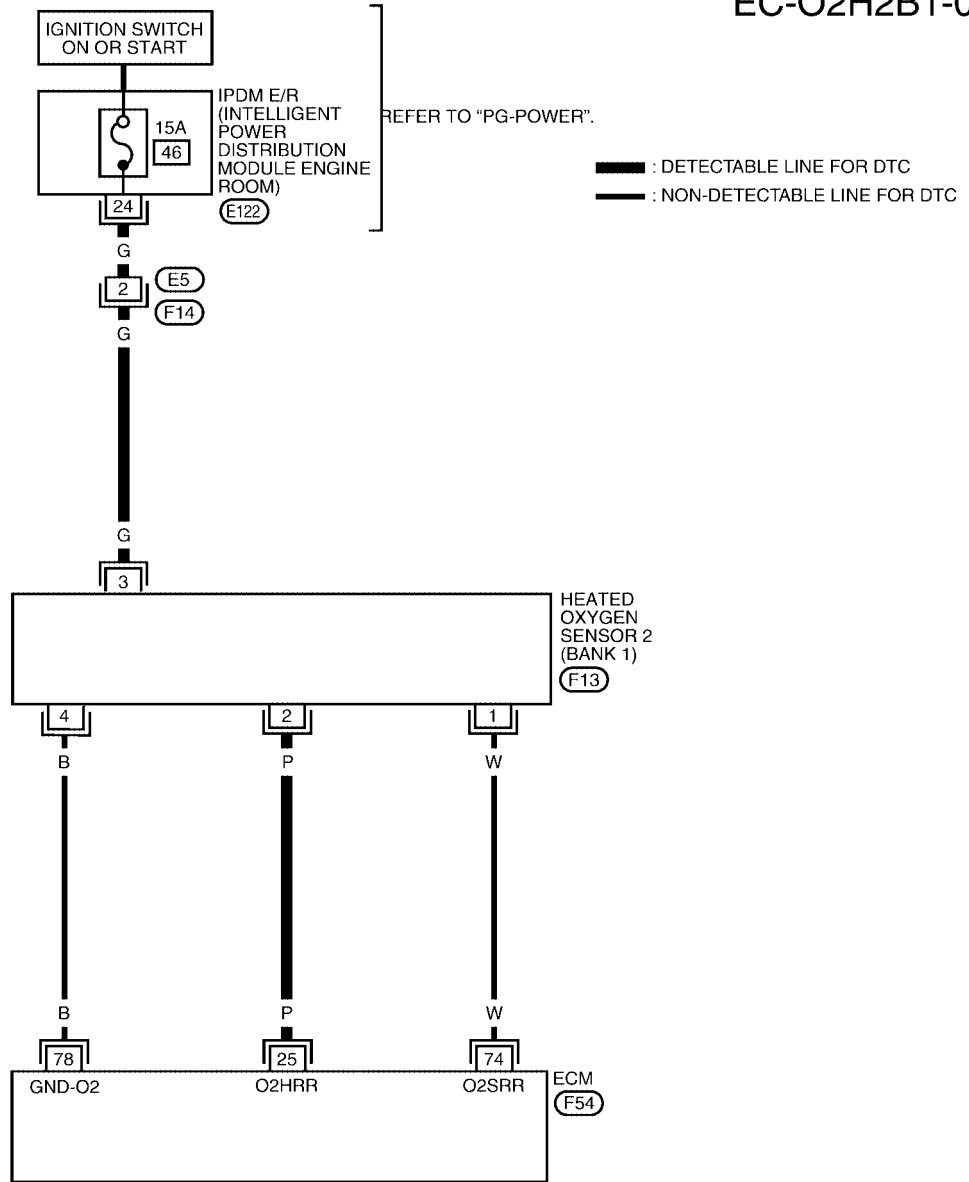 EC-O2H2B1-0
IGNITION SWITCH
ON OR START
IPDM E/R
(INTELLIGENT
POWER
DISTRIBUTION
MODULE ENGINE
ROOM)
E122
15A
46
24
REFER TO “PG-POWER”.
: DETECTABLE LINE FOR DTC
: NON-DETECTABLE LINE FOR DTC
G
2
E5
F14
G
G
3
HEATED
OXYGEN
SENSOR 2
(BANK 1)
F13
4 2 1
B P W
B P W
78 25 74
GND-O2 O2HRR O2SRR
ECM
F54